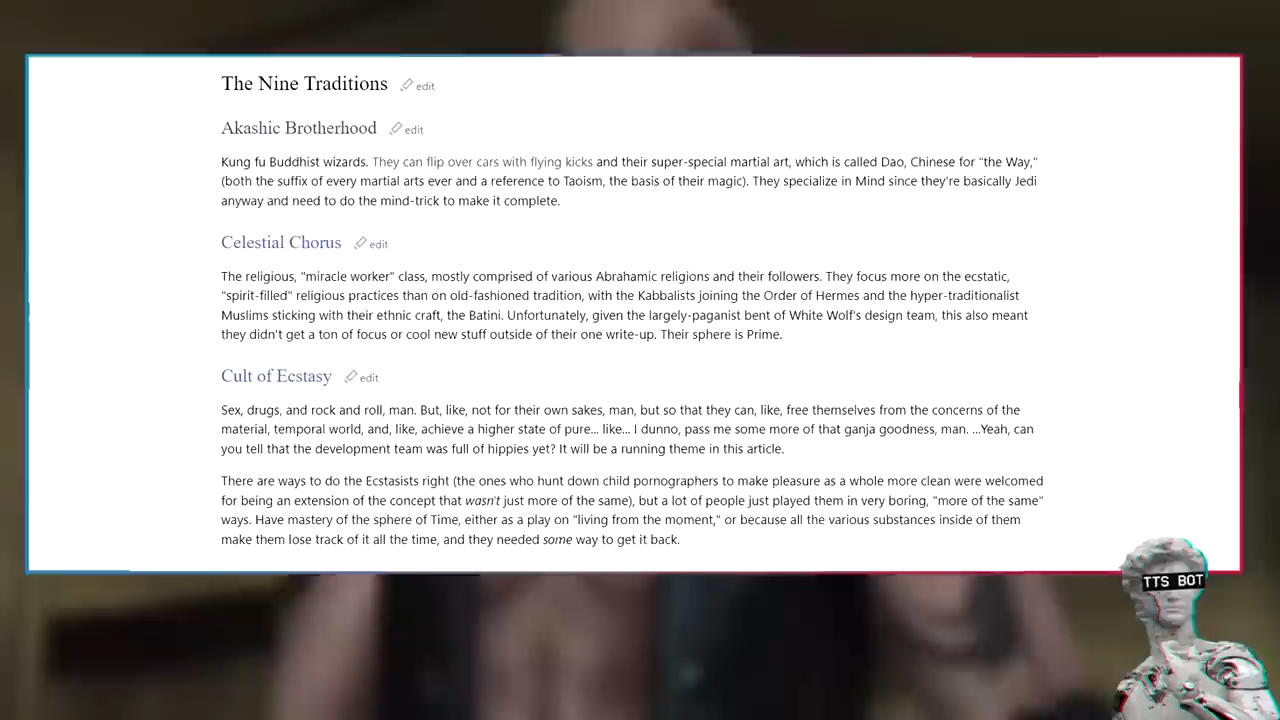 The Nine Traditions edit
Akashic Brotherhood edit
Kung fu Buddhist wizards. They can flip over cars with flying kicks and their super-special martial art, which is called Dao, Chinese for "the Way,"
(both the suffix of every martial arts ever and a reference to Taoism, the basis of their magic). They specialize in Mind since they're basically Jedi
anyway and need to do the mind-trick to make it complete.
Celestial Chorus edit
The religious, "miracle worker" class, mostly comprised of various Abrahamic religions and their followers. They focus more on the ecstatic,
"spirit-filled" religious practices than on old-fashioned tradition, with the Kabbalists joining the Order of Hermes and the hyper-traditionalist
Muslims sticking with their ethnic craft, the Batini. Unfortunately, given the largely-paganist bent of White Wolf's design team, this also meant
they didn't get a ton of focus or cool new stuff outside of their one write-up. Their sphere is Prime.
Cult of Ecstasy edit
Sex, drugs, and rock and roll, man. But, like, not for their own sakes, man, but so that they can, like, free themselves from the concerns of the
material, temporal world, and, like, achieve a higher state of pure... like... I dunno, pass me some more of that ganja goodness, man. ...Yeah, can
you tell that the development team was full of hippies yet? It will be a running theme in this article.
There are ways to do the Ecstasists right (the ones who hunt down child pornographers to make pleasure as a whole more clean were welcomed
for being an extension of the concept that wasn't just more of the same), but a lot of people just played them in very boring, "more of the same"
ways. Have mastery of the sphere of Time, either as a play on "living from the moment," or because all the various substances inside of them
make them lose track of it all the time, and they needed some way to get it back.
TTS BOT